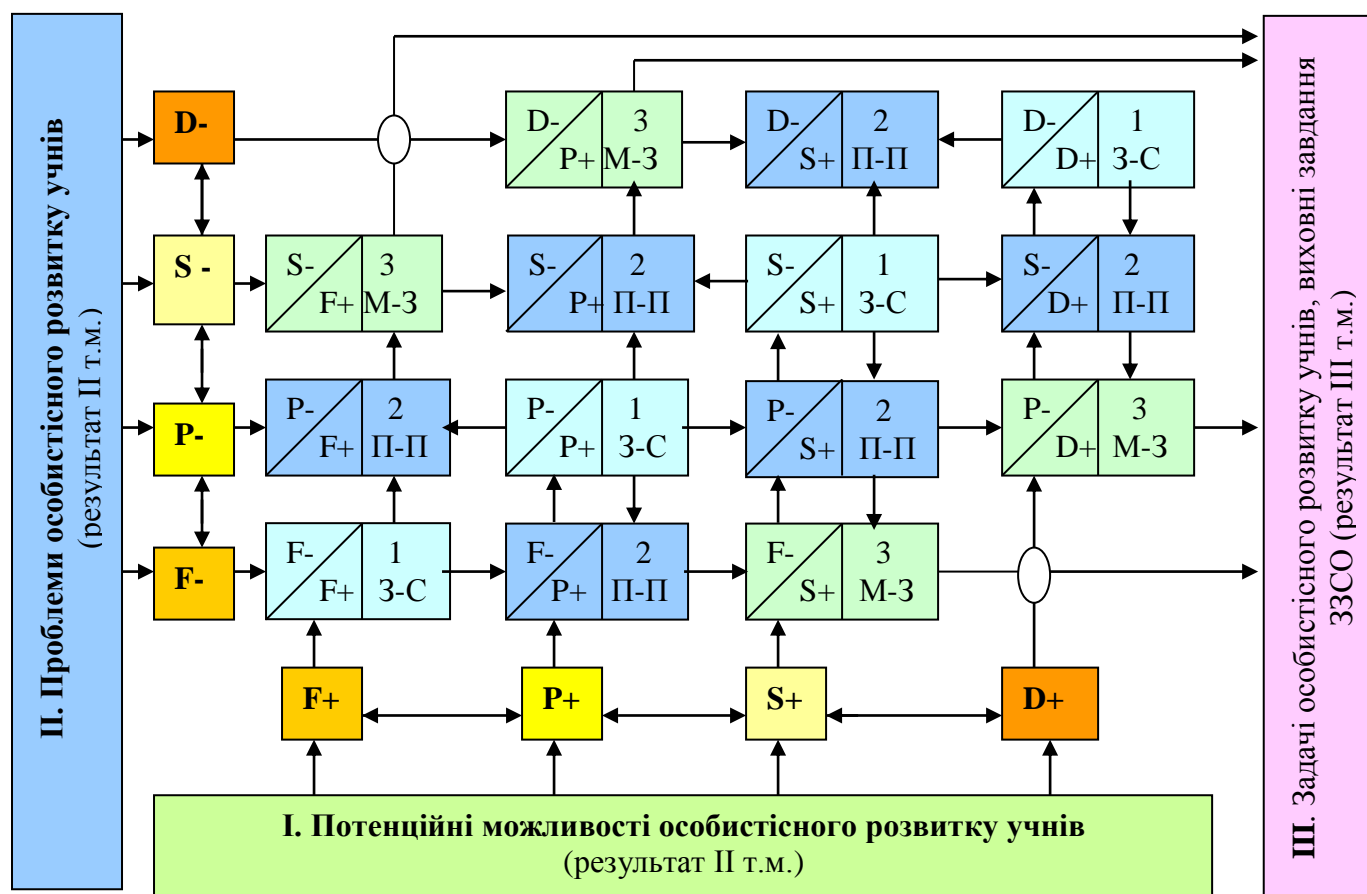 II. Проблеми особистісного розвитку учнів
(результат II т.м.)
D-
D- 3
P+ М-З
D- 2
S+ П-П
D- 1
D+ З-С
S -
S- 3
F+ М-З
S- 2
P+ П-П
S- 1
S+ З-С
S- 2
D+ П-П
P-
P- 2
F+ П-П
P- 1
P+ З-С
P- 2
S+ П-П
P- 3
D+ М-З
F-
F- 1
F+ З-С
F- 2
P+ П-П
F- 3
S+ М-З
F+
P+
S+
D+
I. Потенційні можливості особистісного розвитку учнів
(результат II т.м.)
III. Задачі особистісного розвитку учнів, виховні завдання
ЗЗСО (результат III т.м.)